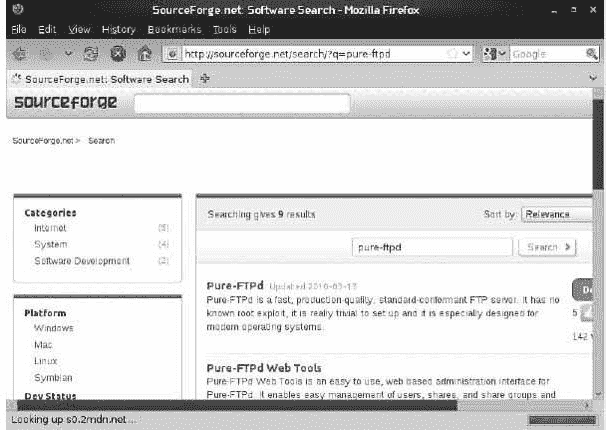 SourceForge.net: Software Search - Mozilla Firefox
File Edit View History Bookmarks Tools Help
http://sourceforge.net/search/?q=pure-ftpd
Google
SourceForge.net: Software Search
sourceforge
SourceForge.net > Search
Categories
Internet (5)
System (4)
Software Development (2)
Platform
Windows
Mac
Linux
Symbian
Dev Status
Searching gives 9 results
Sort by: Relevance
pure-ftpd
Search
Pure-FTPd Updated 2010-03-13
Pure-FTPd is a fast, production-quality, standard-conformant FTP server. It has no
known root exploit, it is really trivial to set up and it is especially designed for
modern operating systems.
5
142
Pure-FTPd Web Tools
Pure-FTPd Web Tools is an easy to use, web based administration interface for
Pure-FTPd. It enables easy management of users, shares, and share groups and
Looking up s0.2mdn.net...